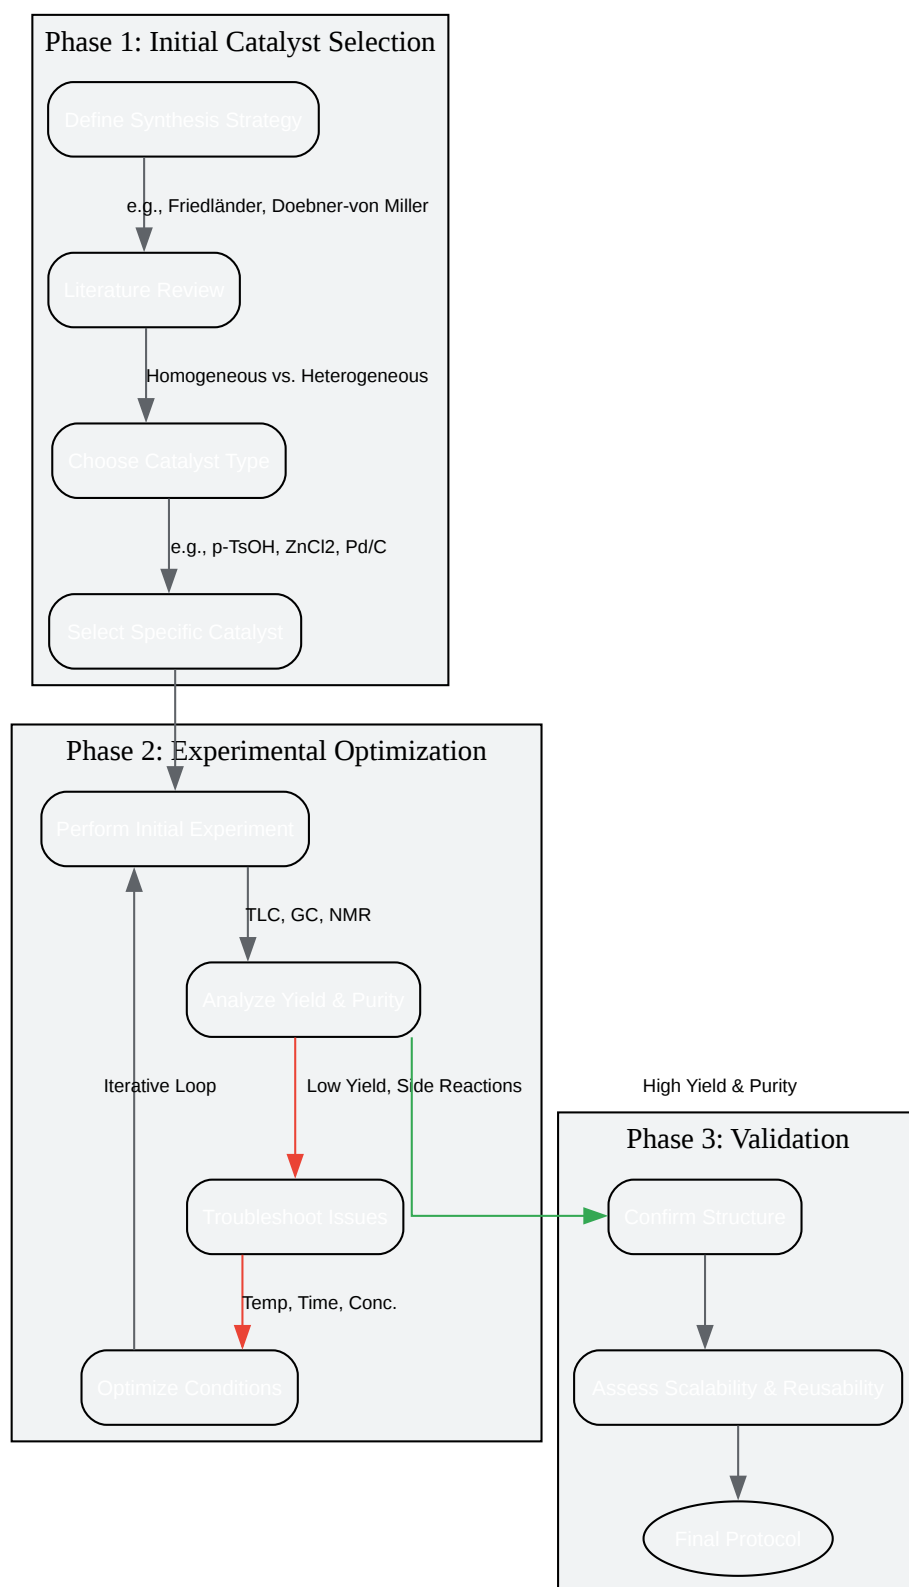 Phase 1: Initial Catalyst Selection
Define Synthesis Strategy
e.g., Friedländer, Doebner-von Miller
Literature Review
Homogeneous vs. Heterogeneous
Choose Catalyst Type
e.g., p-TsOH, ZnCl2, Pd/C
Select Specific Catalyst
Phase 2: Experimental Optimization
Perform Initial Experiment
TLC, GC, NMR
Analyze Yield & Purity
Iterative Loop
Low Yield, Side Reactions
High Yield & Purity
Troubleshoot Issues
Temp, Time, Conc.
Optimize Conditions
Phase 3: Validation
Confirm Structure
Assess Scalability & Reusability
Final Protocol